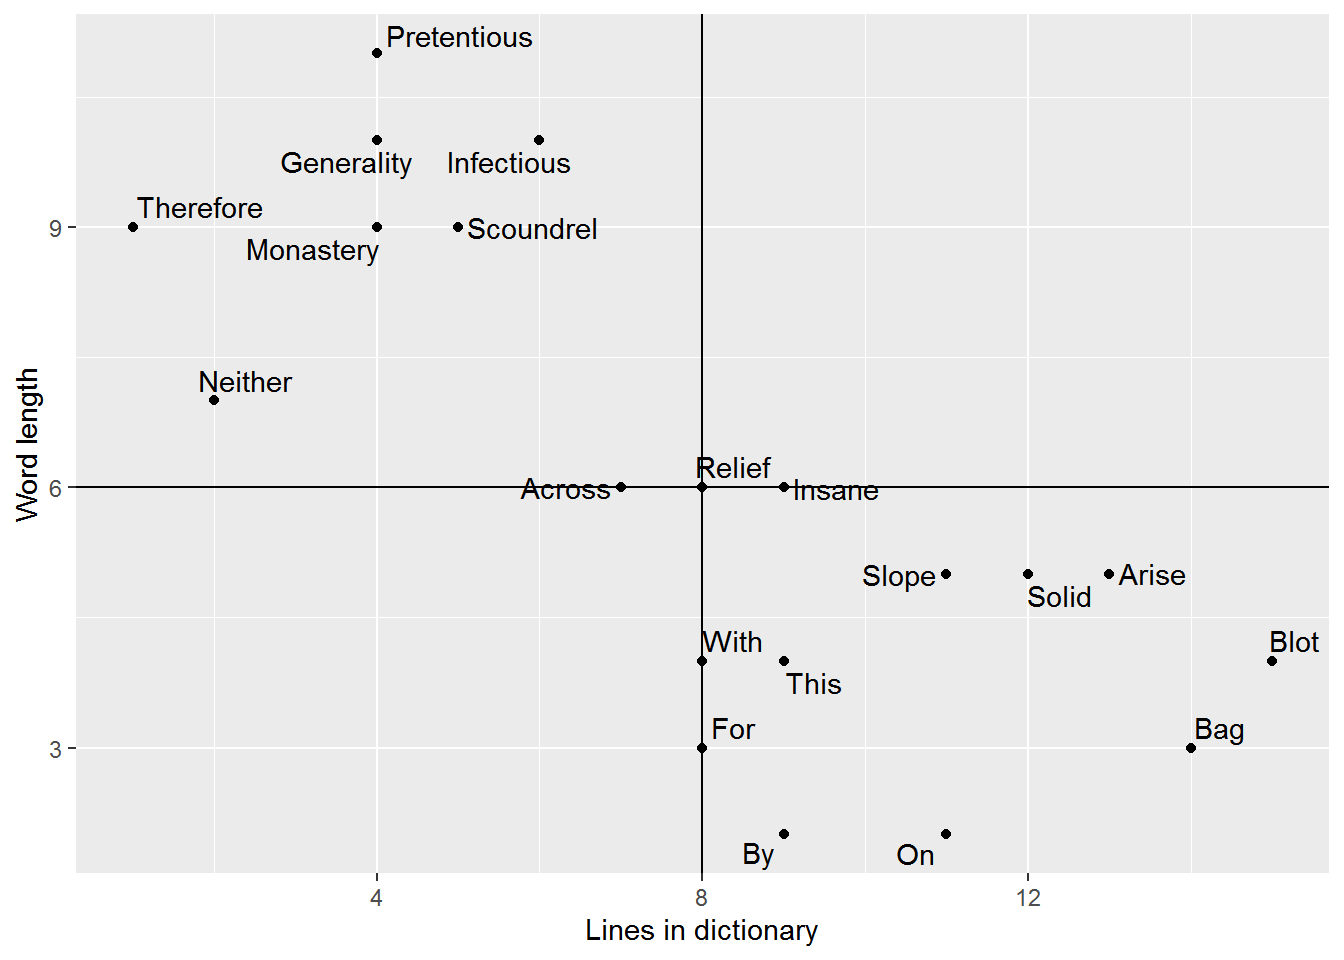 Pretentious
Generality
Infectious
Therefore
9
Scoundrel
Monastery
Neither
Word length
Relief
6
Across
Insane
Slope
Arise
Solid
With
Blot
This
For
Bag
3
By
On
4
8
12
Lines in dictionary